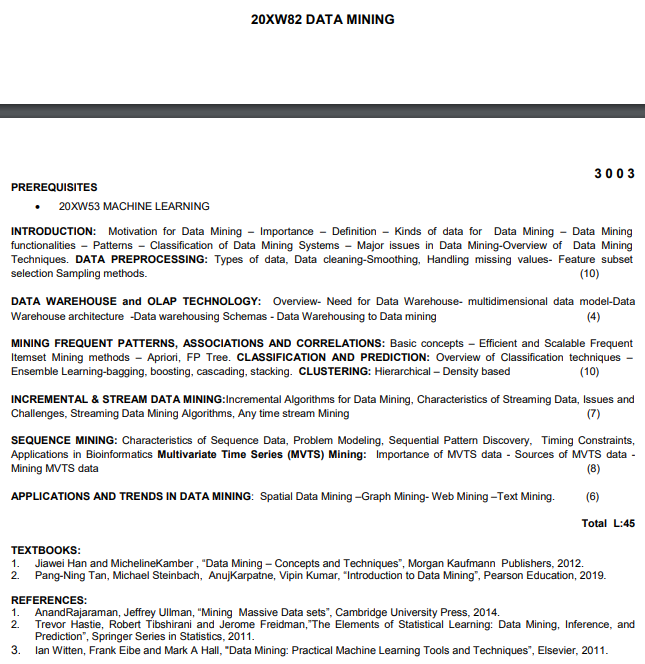 20XW82 DATA MINING
3 0 0 3
PREREQUISITES
• 20XW53 MACHINE LEARNING
INTRODUCTION: Motivation for Data Mining – Importance – Definition – Kinds of data for Data Mining – Data Mining
functionalities – Patterns – Classification of Data Mining Systems – Major issues in Data Mining-Overview of Data Mining
Techniques. DATA PREPROCESSING: Types of data, Data cleaning-Smoothing, Handling missing values- Feature subset
selection Sampling methods. (10)
DATA WAREHOUSE and OLAP TECHNOLOGY: Overview- Need for Data Warehouse- multidimensional data model-Data
Warehouse architecture -Data warehousing Schemas - Data Warehousing to Data mining (4)
MINING FREQUENT PATTERNS, ASSOCIATIONS AND CORRELATIONS: Basic concepts – Efficient and Scalable Frequent
Itemset Mining methods – Apriori, FP Tree. CLASSIFICATION AND PREDICTION: Overview of Classification techniques –
Ensemble Learning-bagging, boosting, cascading, stacking. CLUSTERING: Hierarchical – Density based (10)
INCREMENTAL & STREAM DATA MINING:Incremental Algorithms for Data Mining, Characteristics of Streaming Data, Issues and
Challenges, Streaming Data Mining Algorithms, Any time stream Mining (7)
SEQUENCE MINING: Characteristics of Sequence Data, Problem Modeling, Sequential Pattern Discovery, Timing Constraints,
Applications in Bioinformatics Multivariate Time Series (MVTS) Mining: Importance of MVTS data - Sources of MVTS data -
Mining MVTS data (8)
APPLICATIONS AND TRENDS IN DATA MINING: Spatial Data Mining –Graph Mining- Web Mining –Text Mining. (6)
Total L:45
TEXTBOOKS:
1. Jiawei Han and MichelineKamber , “Data Mining – Concepts and Techniques”, Morgan Kaufmann Publishers, 2012.
2. Pang-Ning Tan, Michael Steinbach, AnujKarpatne, Vipin Kumar, “Introduction to Data Mining”, Pearson Education, 2019.
REFERENCES:
1. AnandRajaraman, Jeffrey Ullman, “Mining Massive Data sets”, Cambridge University Press, 2014.
2. Trevor Hastie, Robert Tibshirani and Jerome Freidman,”The Elements of Statistical Learning: Data Mining, Inference, and
Prediction”, Springer Series in Statistics, 2011.
3. Ian Witten, Frank Eibe and Mark A Hall, "Data Mining: Practical Machine Learning Tools and Techniques”, Elsevier, 2011.